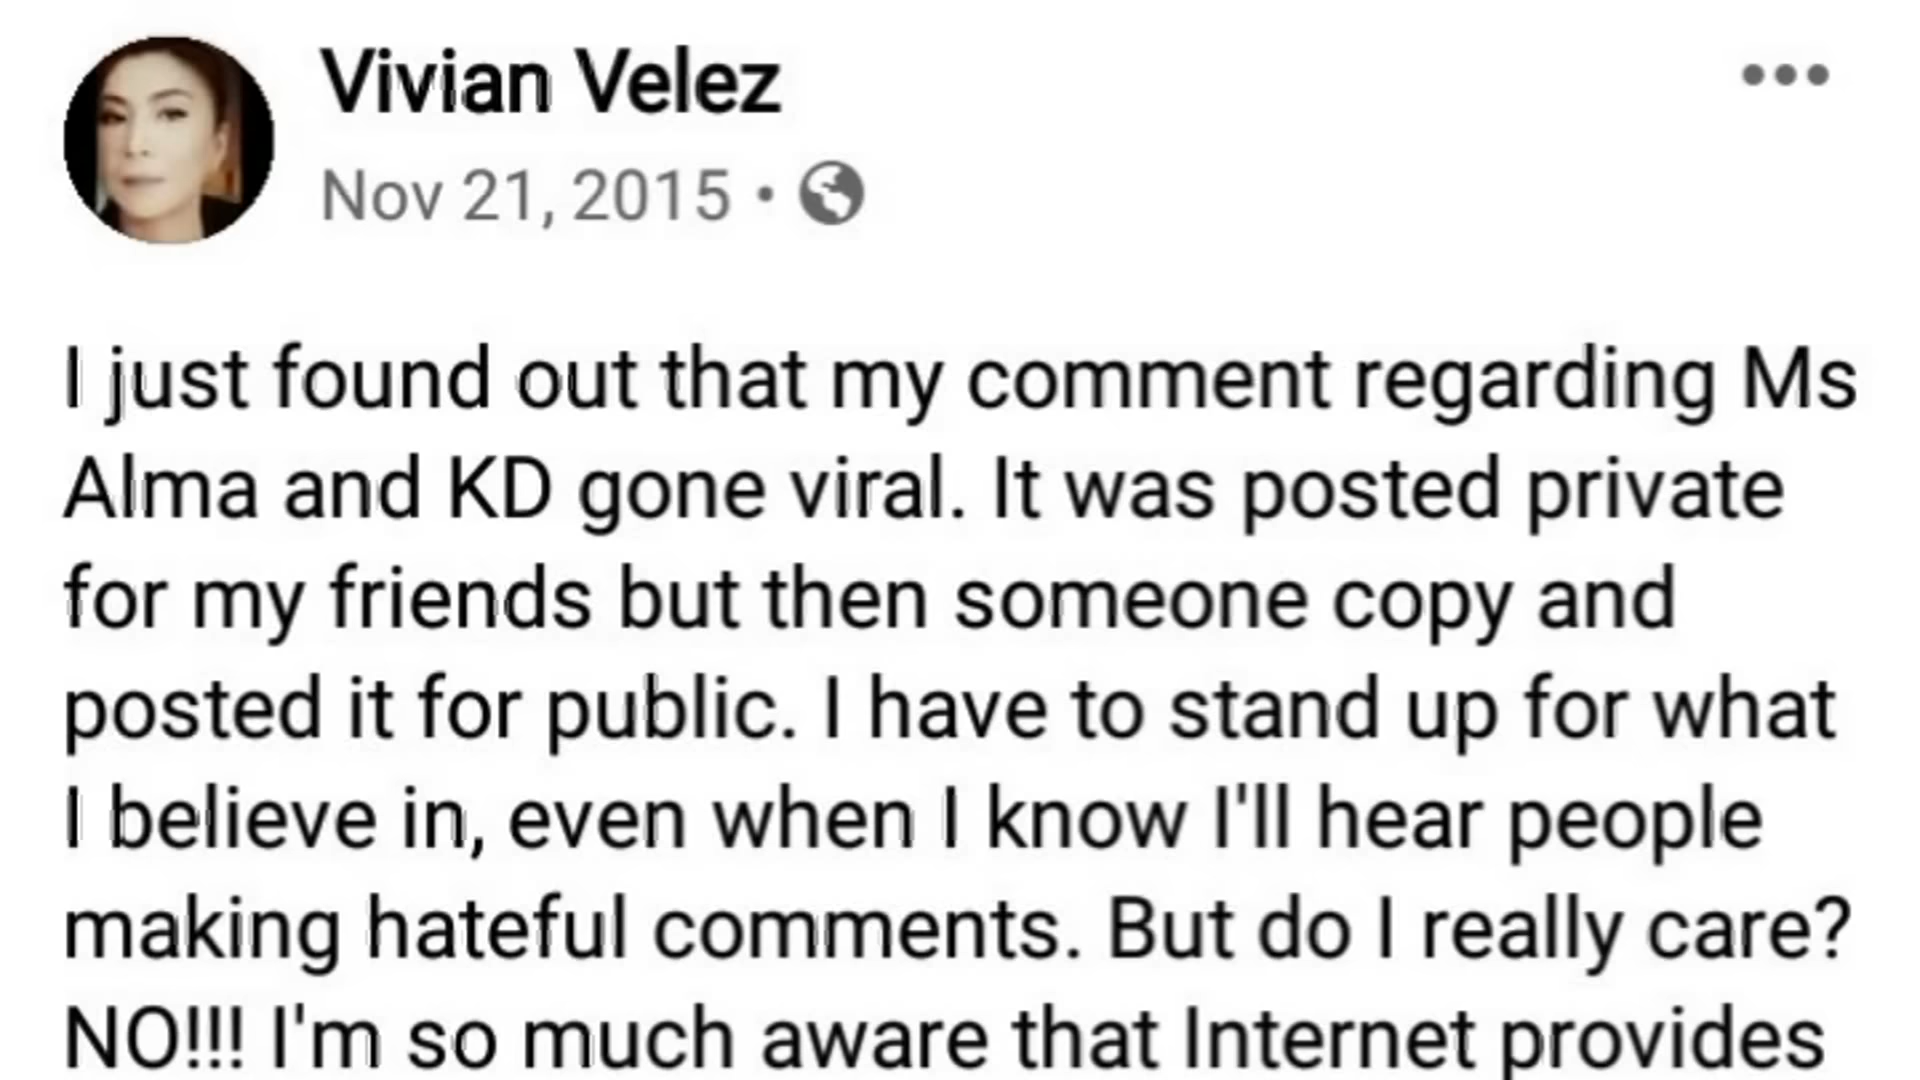 Vivian Velez
Nov 21, 2015 •
I just found out that my comment regarding Ms
Alma and KD gone viral. It was posted private
for my friends but then someone copy and
posted it for public. I have to stand up for what
I believe in, even when I know I'll hear people
making hateful comments. But do I really care?
NO!!! I'm so much aware that Internet provides